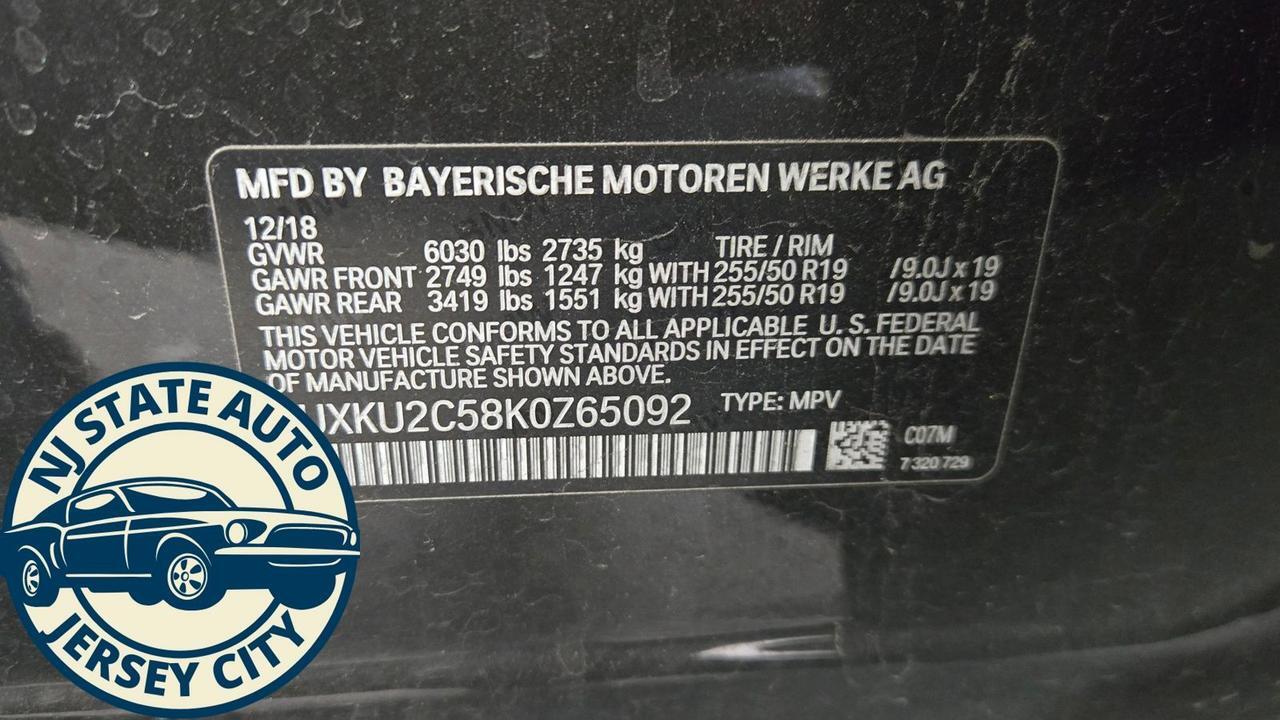 MFD BY BAYERISCHE MOTOREN WERKE AG
12/18
GVWR 6030 lbs 2735 kg TIRE / RIM
GAWR FRONT 2749 lbs 1247 kg WITH 255/50 R19 /9.0J x 19
GAWR REAR 3419 lbs 1551 kg WITH 255/50 R19 /9.0J x 19
THIS VEHICLE CONFORMS TO ALL APPLICABLE U. S. FEDERAL
MOTOR VEHICLE SAFETY STANDARDS IN EFFECT ON THE DATE
OF MANUFACTURE SHOWN ABOVE.
UXKU2C58K0Z65092 TYPE: MPV
C07M
7 320 729
NJ STATE AUTO
JERSEY CITY